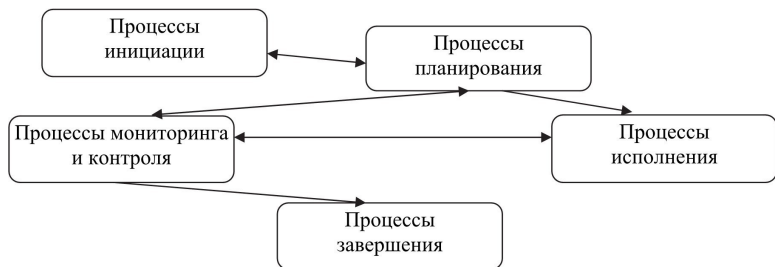 Процессы
инициации
Процессы
планирования
Процессы мониторинга
и контроля
Процессы
исполнения
Процессы
завершения